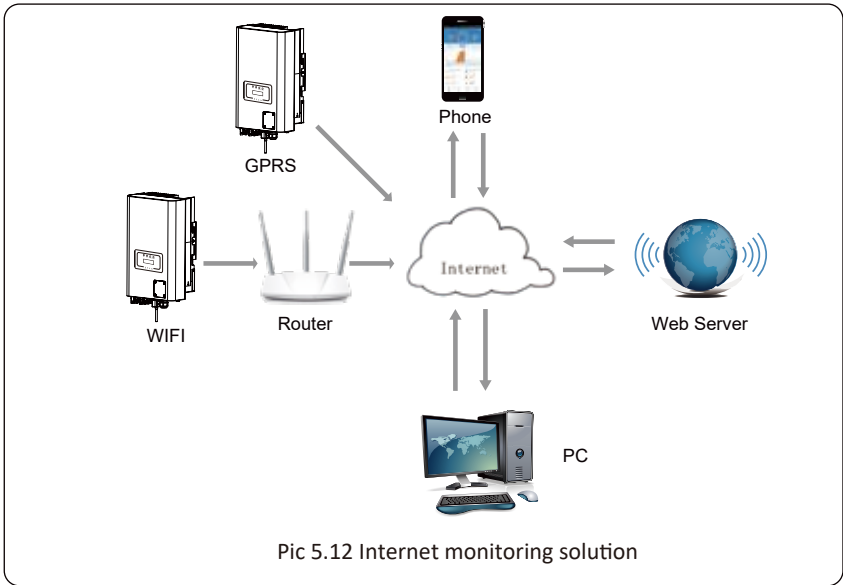 Phone
GPRS
Internet
WIFI
Router
Web Server
PC
Pic 5.12 Internet monitoring solution